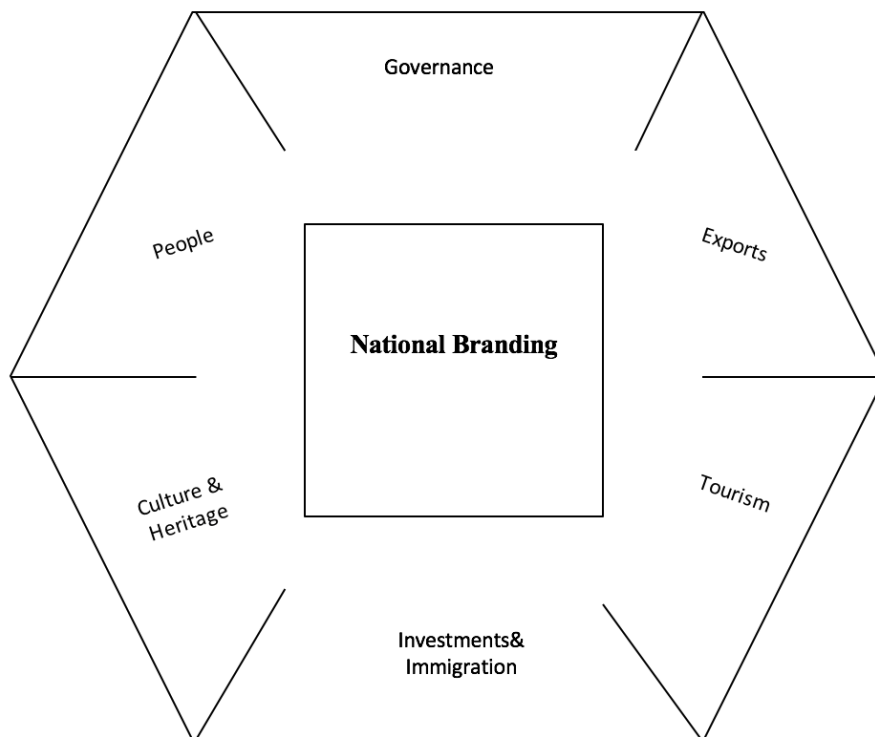 Governance
People
Exports
National Branding
Culture &
Heritage
Tourism
Investments&
Immigration